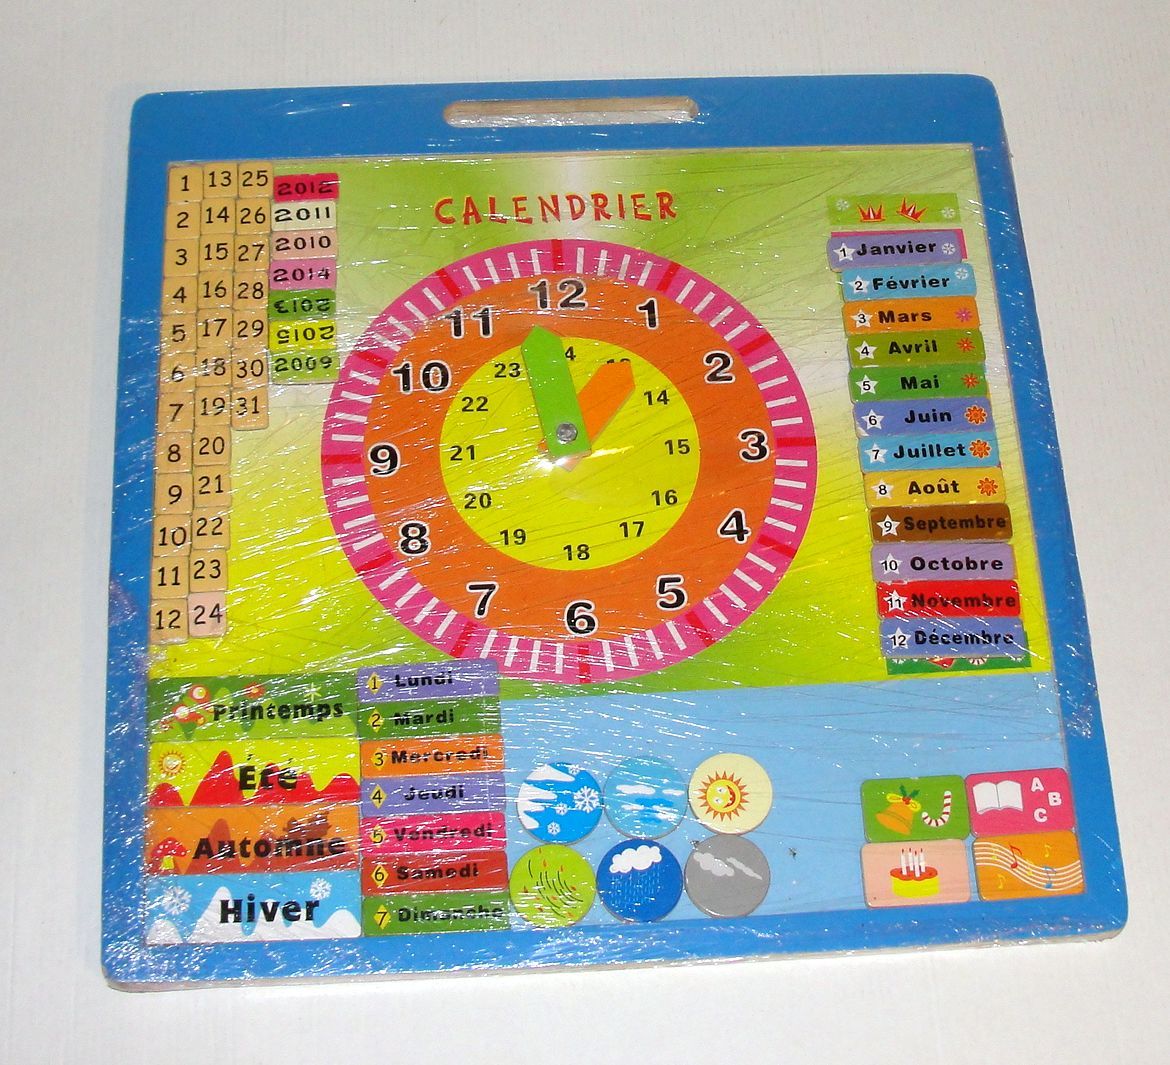 CALENDRIER
1 13 25
2 14 26
3 15 27
4 16 28
5 17 29
6 18 30
7 19 31
8 20
9 21
10 22
11 23
12 24
2012
2011
2010
2014
2013
2015
2009
12
1
2
3
4
5
6
7
8
9
10
11
14
15
16
17
18
19
20
21
22
23
1 Janvier
2 Février
3 Mars
4 Avril
5 Mai
6 Juin
7 Juillet
8 Août
9 Septembre
10 Octobre
11 Novembre
12 Décembre
Printemps
Été
Automne
Hiver
1 Lundi
2 Mardi
3 Mercredi
4 Jeudi
5 Vendredi
6 Samedi
7 Dimanche
A
B
C